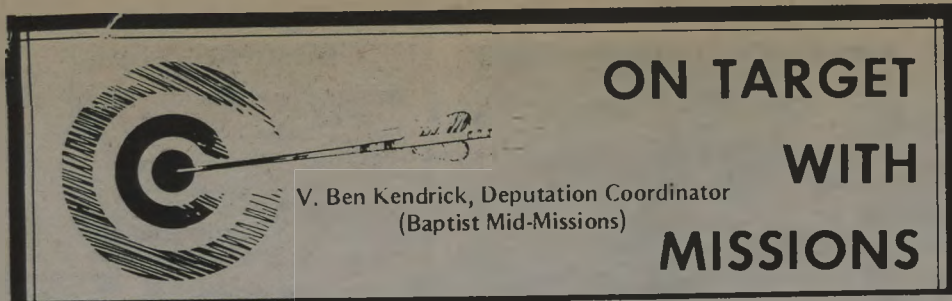 ON TARGET
WITH
MISSIONS
V. Ben Kendrick, Deputation Coordinator
(Baptist Mid-Missions)